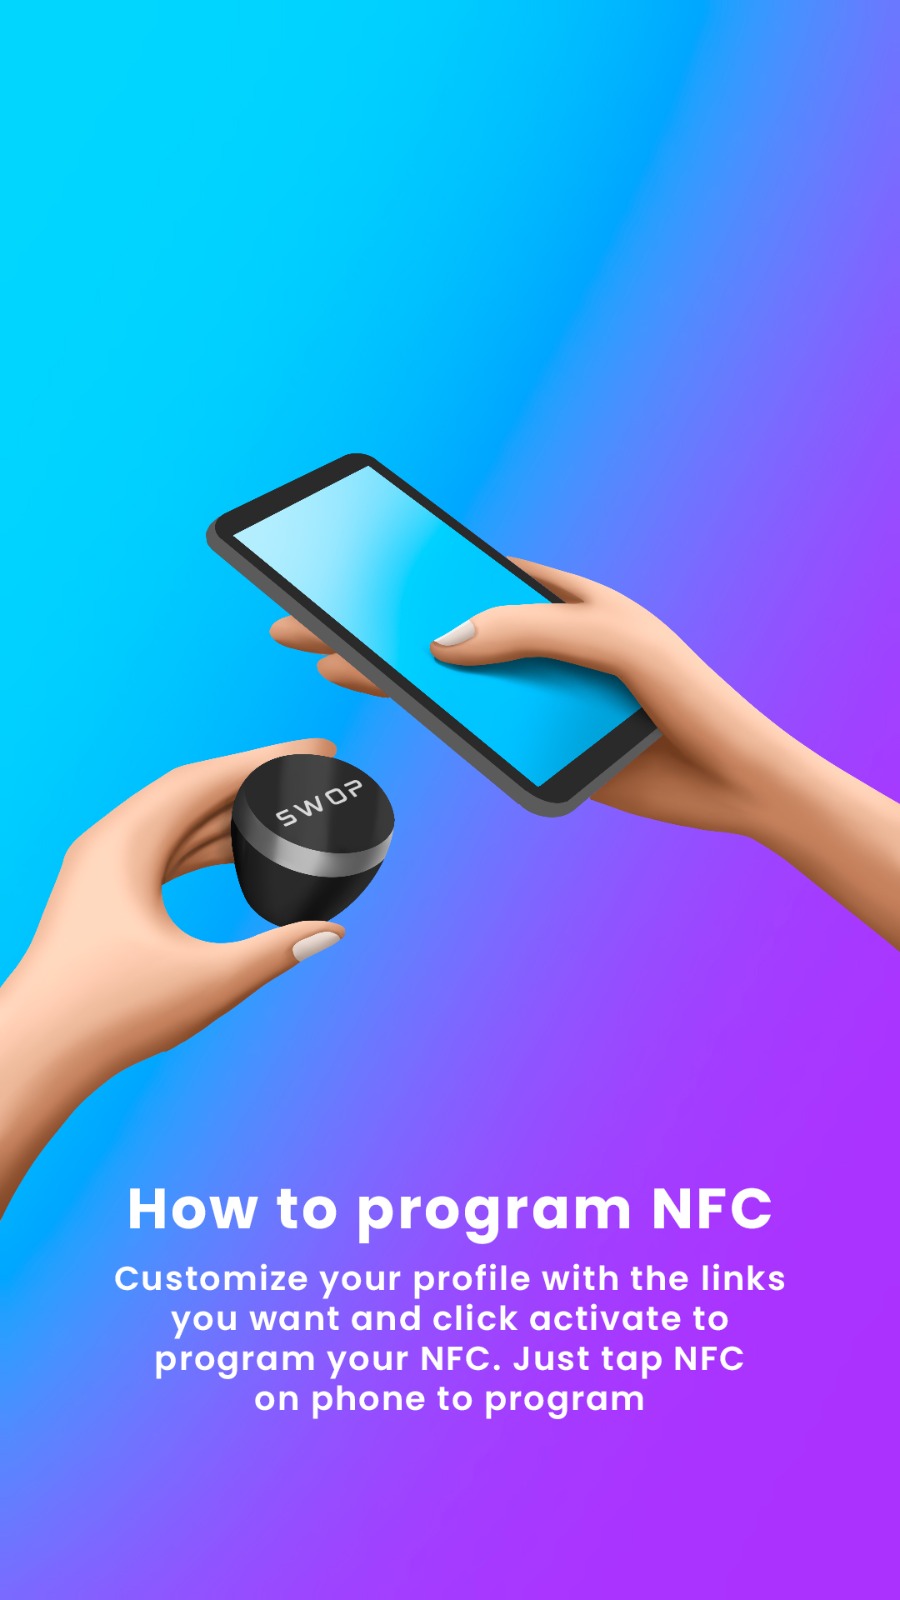 SWOP
How to program NFC
Customize your profile with the links
you want and click activate to
program your NFC. Just tap NFC
on phone to program